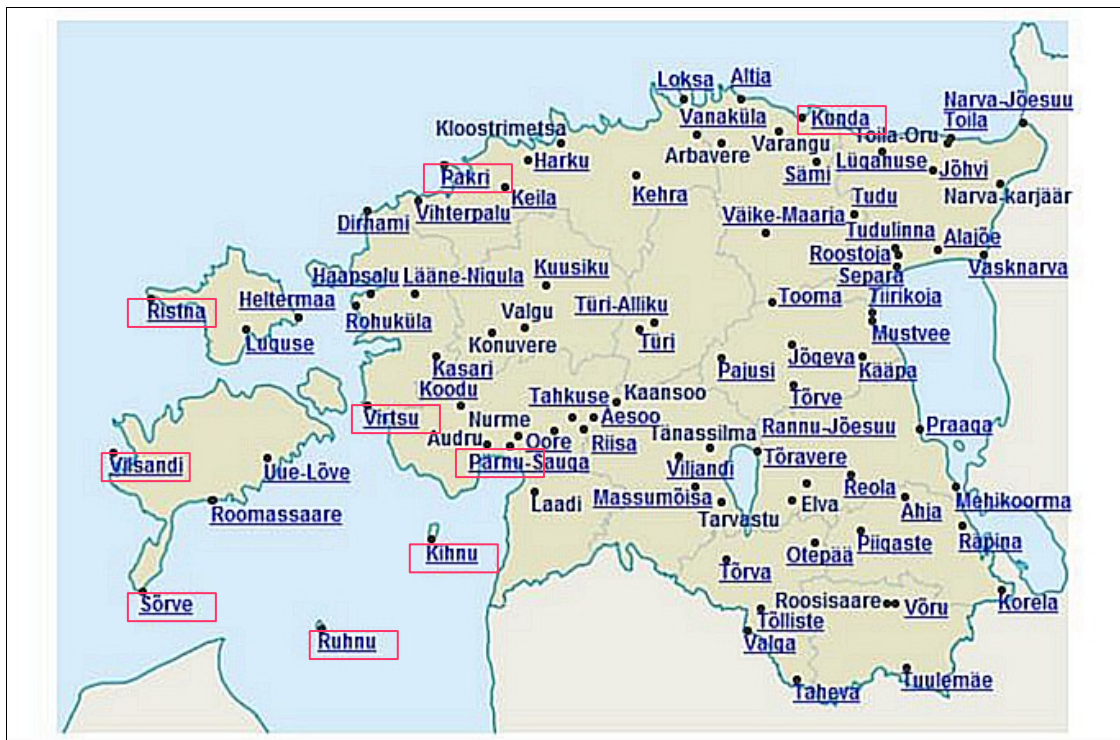 Loksa
Altja
Narva-Jõesuu
Vanaküla
Kunda
Toila
Kloostrimetsa
Toila-Oru
Harku
Arbavere
Varangu
Lüganuse
Pakri
Sämi
Jõhvi
Keila
Kehra
Narva-karjäär
Vihterpalu
Tudu
Dirhami
Väike-Maarja
Tudulinna
Alajõe
Roostoja
Haapsalu
Lääne-Nigula
Kuusiku
Separa
Vasknarva
Ristna
Heltermaa
Valgu
Türi-Alliku
Tooma
Tiirikoja
Rohuküla
Mustvee
Luguse
Konuvere
Türi
Jõgeva
Kasari
Pajusi
Kääpa
Koodu
Tahkuse
Kaansoo
Tõrve
Virtsu
Nurme
Aesoo
Rannu-Jõesuu
Praaga
Audru
Oore
Riisa
Tänassilma
Vilsandi
Pärnu-Sauga
Viljandi
Tõravere
Uue-Lõve
Reola
Mehikoorma
Laadi
Massumõisa
Elva
Roomassaare
Tarvastu
Ahja
Kihnu
Otepää
Piigaste
Räpina
Tõrva
Sõrve
Roosisaare
Võru
Korela
Ruhnu
Tõlliste
Valga
Taheva
Tuulemäe